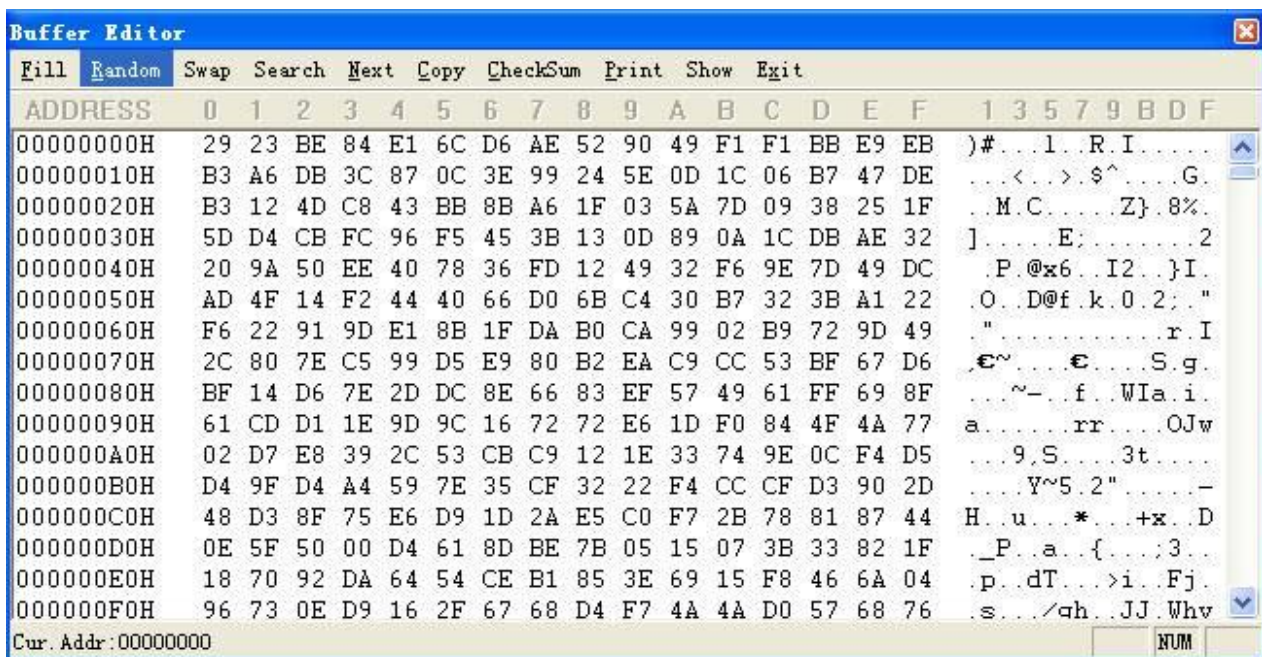 Buffer Editor
Fill Random Swap Search Next Copy CheckSum Print Show Exit
ADDRESS 0 1 2 3 4 5 6 7 8 9 A B C D E F 1 3 5 7 9 B D F
00000000H 29 23 BE 84 E1 6C D6 AE 52 90 49 F1 F1 BB E9 EB )#...l..R.I.....
00000010H B3 A6 DB 3C 87 0C 3E 99 24 5E 0D 1C 06 B7 47 DE ...<..>.$^....G.
00000020H B3 12 4D C8 43 BB 8B A6 1F 03 5A 7D 09 38 25 1F ..M.C.....Z}.8%.
00000030H 5D D4 CB FC 96 F5 45 3B 13 0D 89 0A 1C DB AE 32 ].....E;.......2
00000040H 20 9A 50 EE 40 78 36 FD 12 49 32 F6 9E 7D 49 DC .P.@x6..I2..}I.
00000050H AD 4F 14 F2 44 40 66 D0 6B C4 30 B7 32 3B A1 22 .O..D@f.k.0.2;."
00000060H F6 22 91 9D E1 8B 1F DA B0 CA 99 02 B9 72 9D 49 ."...........r.I
00000070H 2C 80 7E C5 99 D5 E9 80 B2 EA C9 CC 53 BF 67 D6 ,€~....€....S.g.
00000080H BF 14 D6 7E 2D DC 8E 66 83 EF 57 49 61 FF 69 8F ...~-..f..WIa.i.
00000090H 61 CD D1 1E 9D 9C 16 72 72 E6 1D F0 84 4F 4A 77 a......rr....OJw
000000A0H 02 D7 E8 39 2C 53 CB C9 12 1E 33 74 9E 0C F4 D5 ...9,S....3t....
000000B0H D4 9F D4 A4 59 7E 35 CF 32 22 F4 CC CF D3 90 2D ....Y~5.2".....-
000000C0H 48 D3 8F 75 E6 D9 1D 2A E5 C0 F7 2B 78 81 87 44 H..u...*...+x..D
000000D0H 0E 5F 50 00 D4 61 8D BE 7B 05 15 07 3B 33 82 1F ._P..a..{...;3..
000000E0H 18 70 92 DA 64 54 CE B1 85 3E 69 15 F8 46 6A 04 .p..dT...>i..Fj.
000000F0H 96 73 0E D9 16 2F 67 68 D4 F7 4A 4A D0 57 68 76 .s.../gh..JJ.Whv
Cur. Addr:00000000 NUM